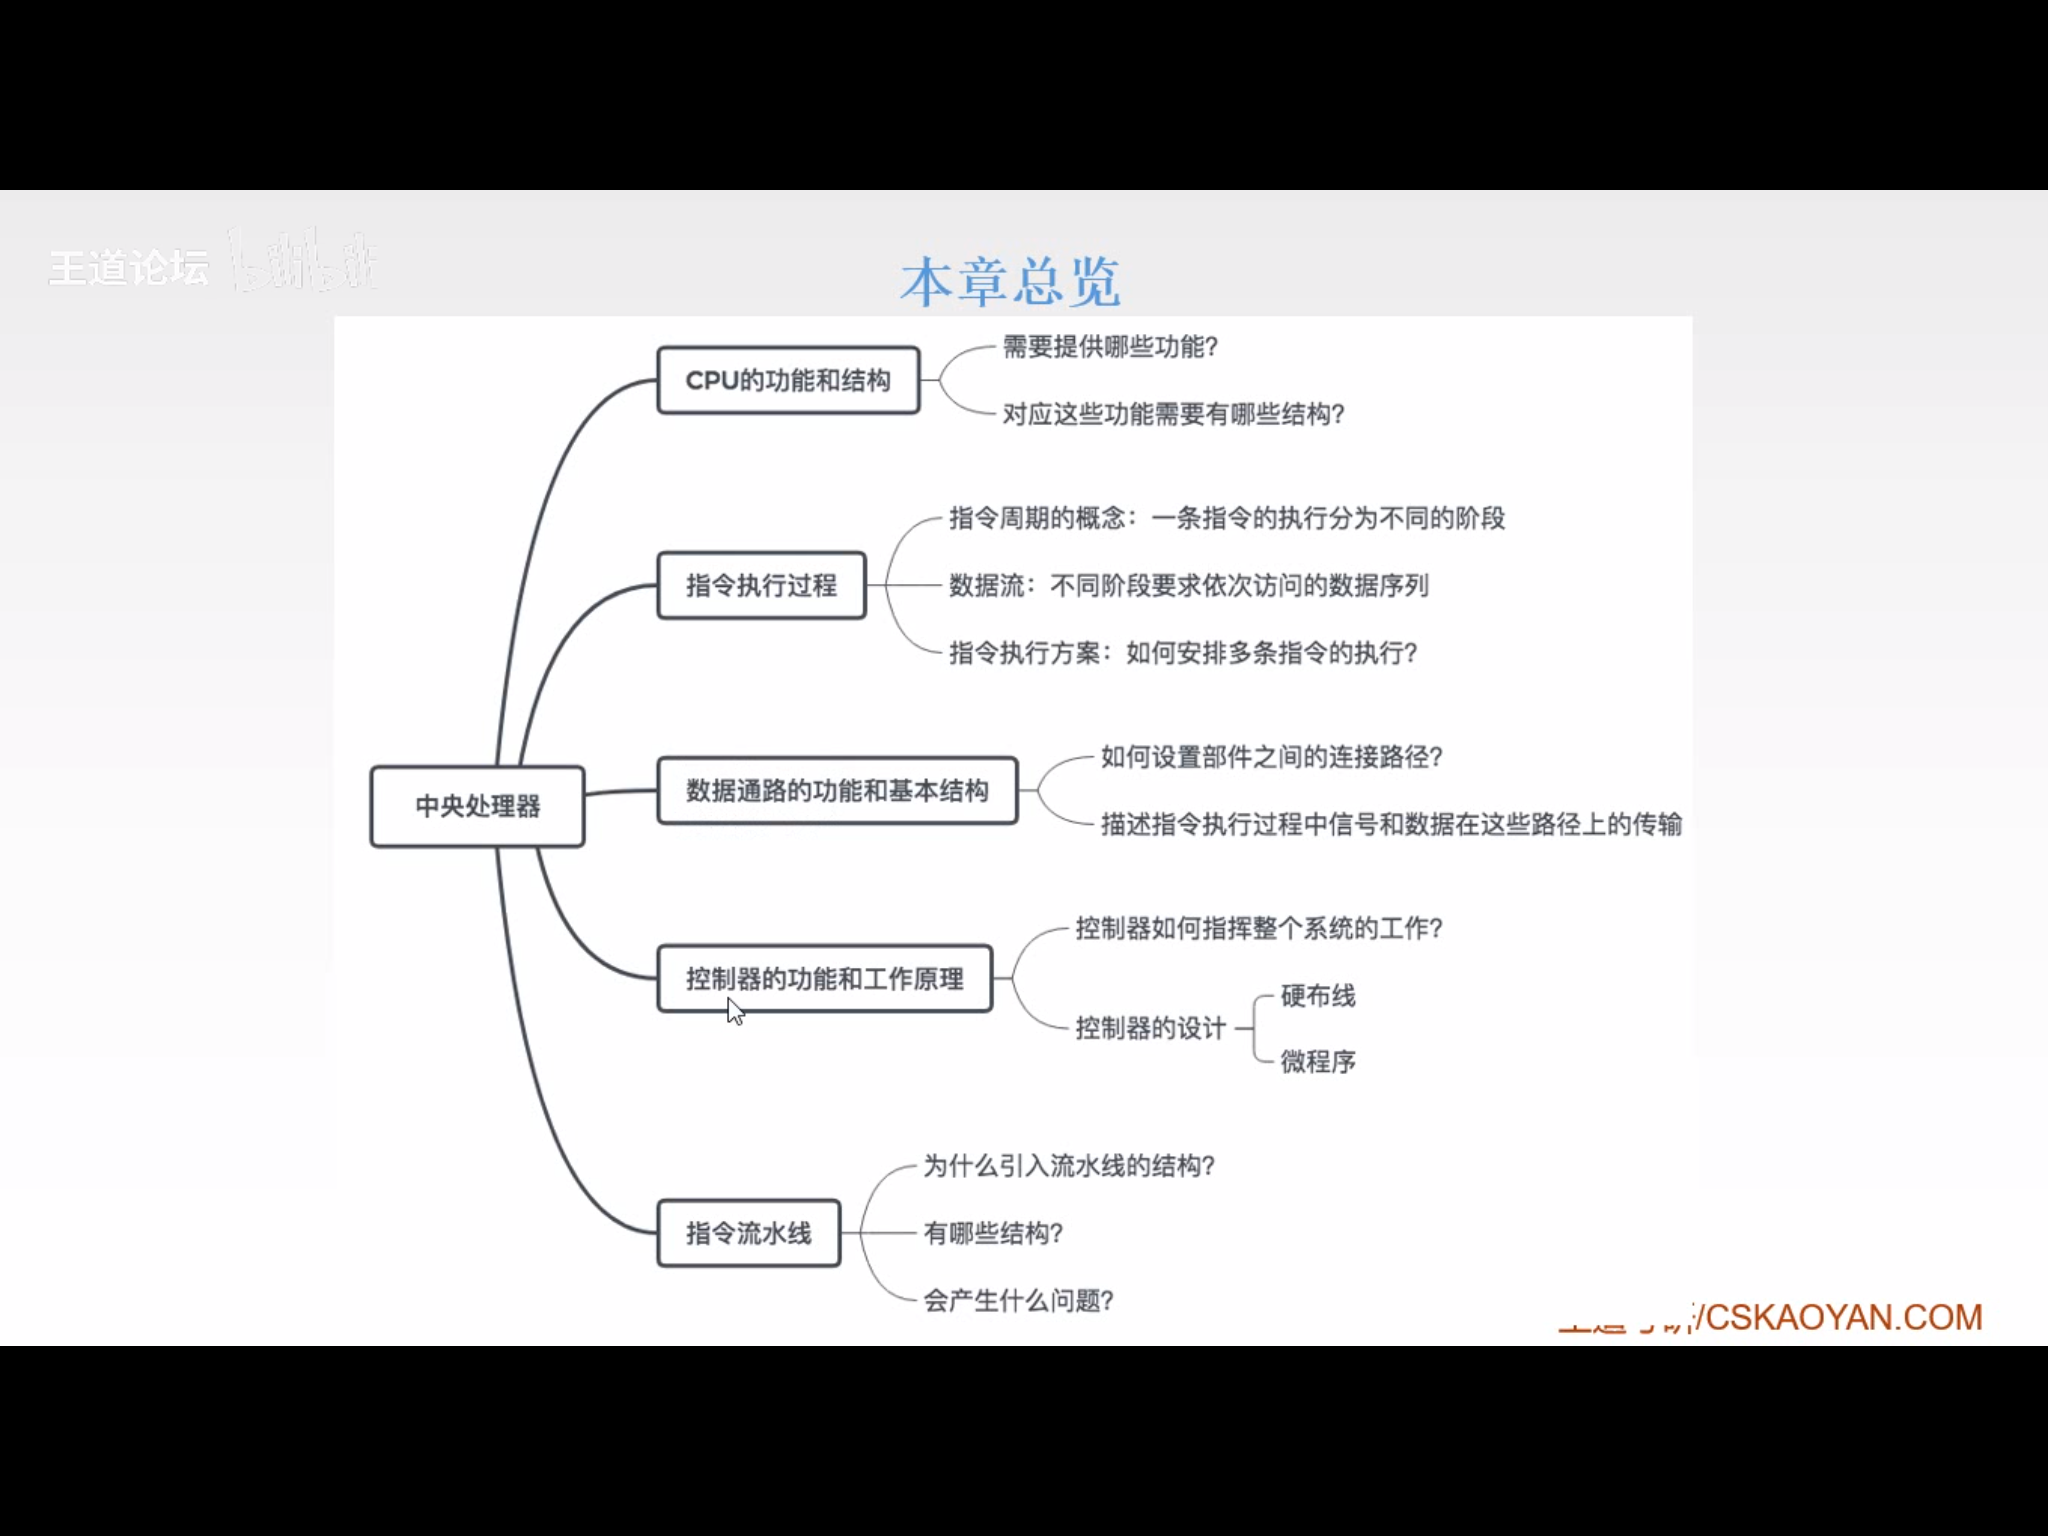 王道论坛 bilibili
本章总览
CPU的功能和结构
需要提供哪些功能?
对应这些功能需要有哪些结构?
指令执行过程
指令周期的概念：一条指令的执行分为不同的阶段
数据流：不同阶段要求依次访问的数据序列
指令执行方案：如何安排多条指令的执行?
中央处理器
数据通路的功能和基本结构
如何设置部件之间的连接路径?
描述指令执行过程中信号和数据在这些路径上的传输
控制器的功能和工作原理
控制器如何指挥整个系统的工作?
控制器的设计
硬布线
微程序
指令流水线
为什么引入流水线的结构?
有哪些结构?
会产生什么问题?
/CSKAOYAN.COM